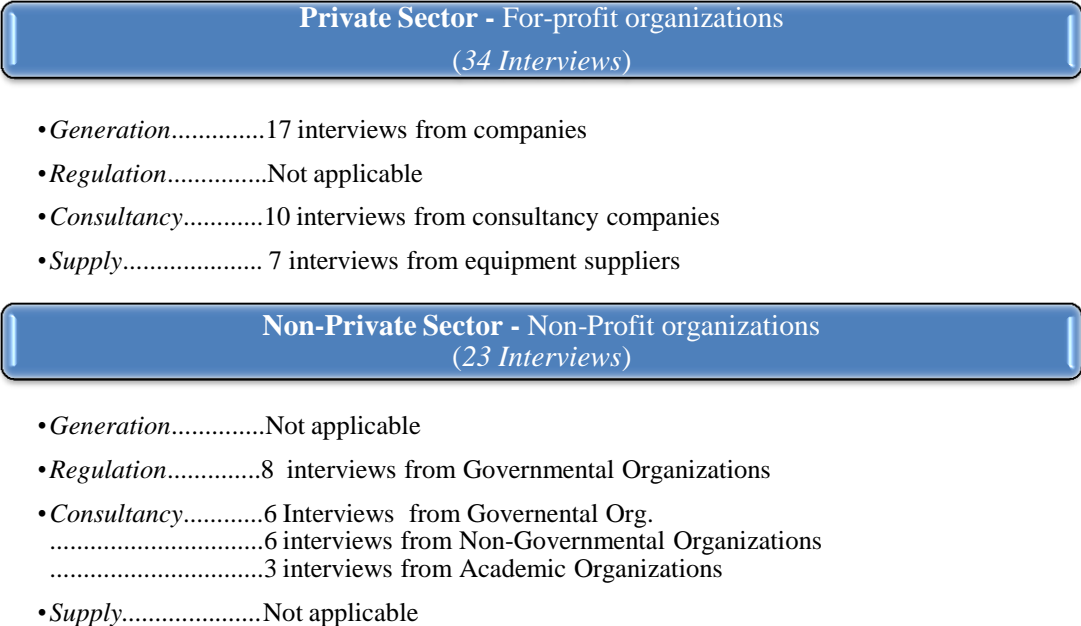 Private Sector - For-profit organizations
(34 Interviews)
•Generation..............17 interviews from companies
•Regulation...............Not applicable
•Consultancy............10 interviews from consultancy companies
•Supply..................... 7 interviews from equipment suppliers
Non-Private Sector - Non-Profit organizations
(23 Interviews)
•Generation..............Not applicable
•Regulation..............8 interviews from Governmental Organizations
•Consultancy............6 Interviews from Governental Org.
................................6 interviews from Non-Governmental Organizations
................................3 interviews from Academic Organizations
•Supply.....................Not applicable